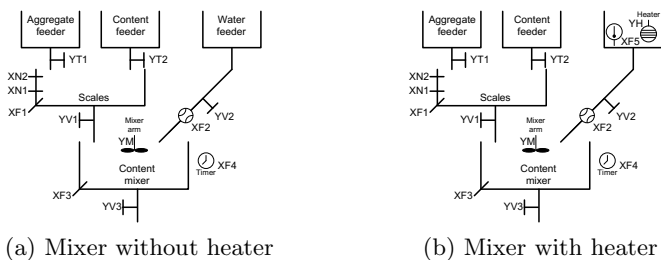 Aggregate
feeder
Content
feeder
Water
feeder
YT1
YT2
XN2
XN1
XF1
Scales
YV1
YV2
XF2
Mixer
arm
YM
Content
mixer
XF4
Timer
XF3
YV3
(a) Mixer without heater
Aggregate
feeder
Content
feeder
Heater
YH
XF5
YT1
YT2
XN2
XN1
XF1
Scales
YV1
YV2
XF2
Mixer
arm
YM
Content
mixer
XF4
Timer
XF3
YV3
(b) Mixer with heater